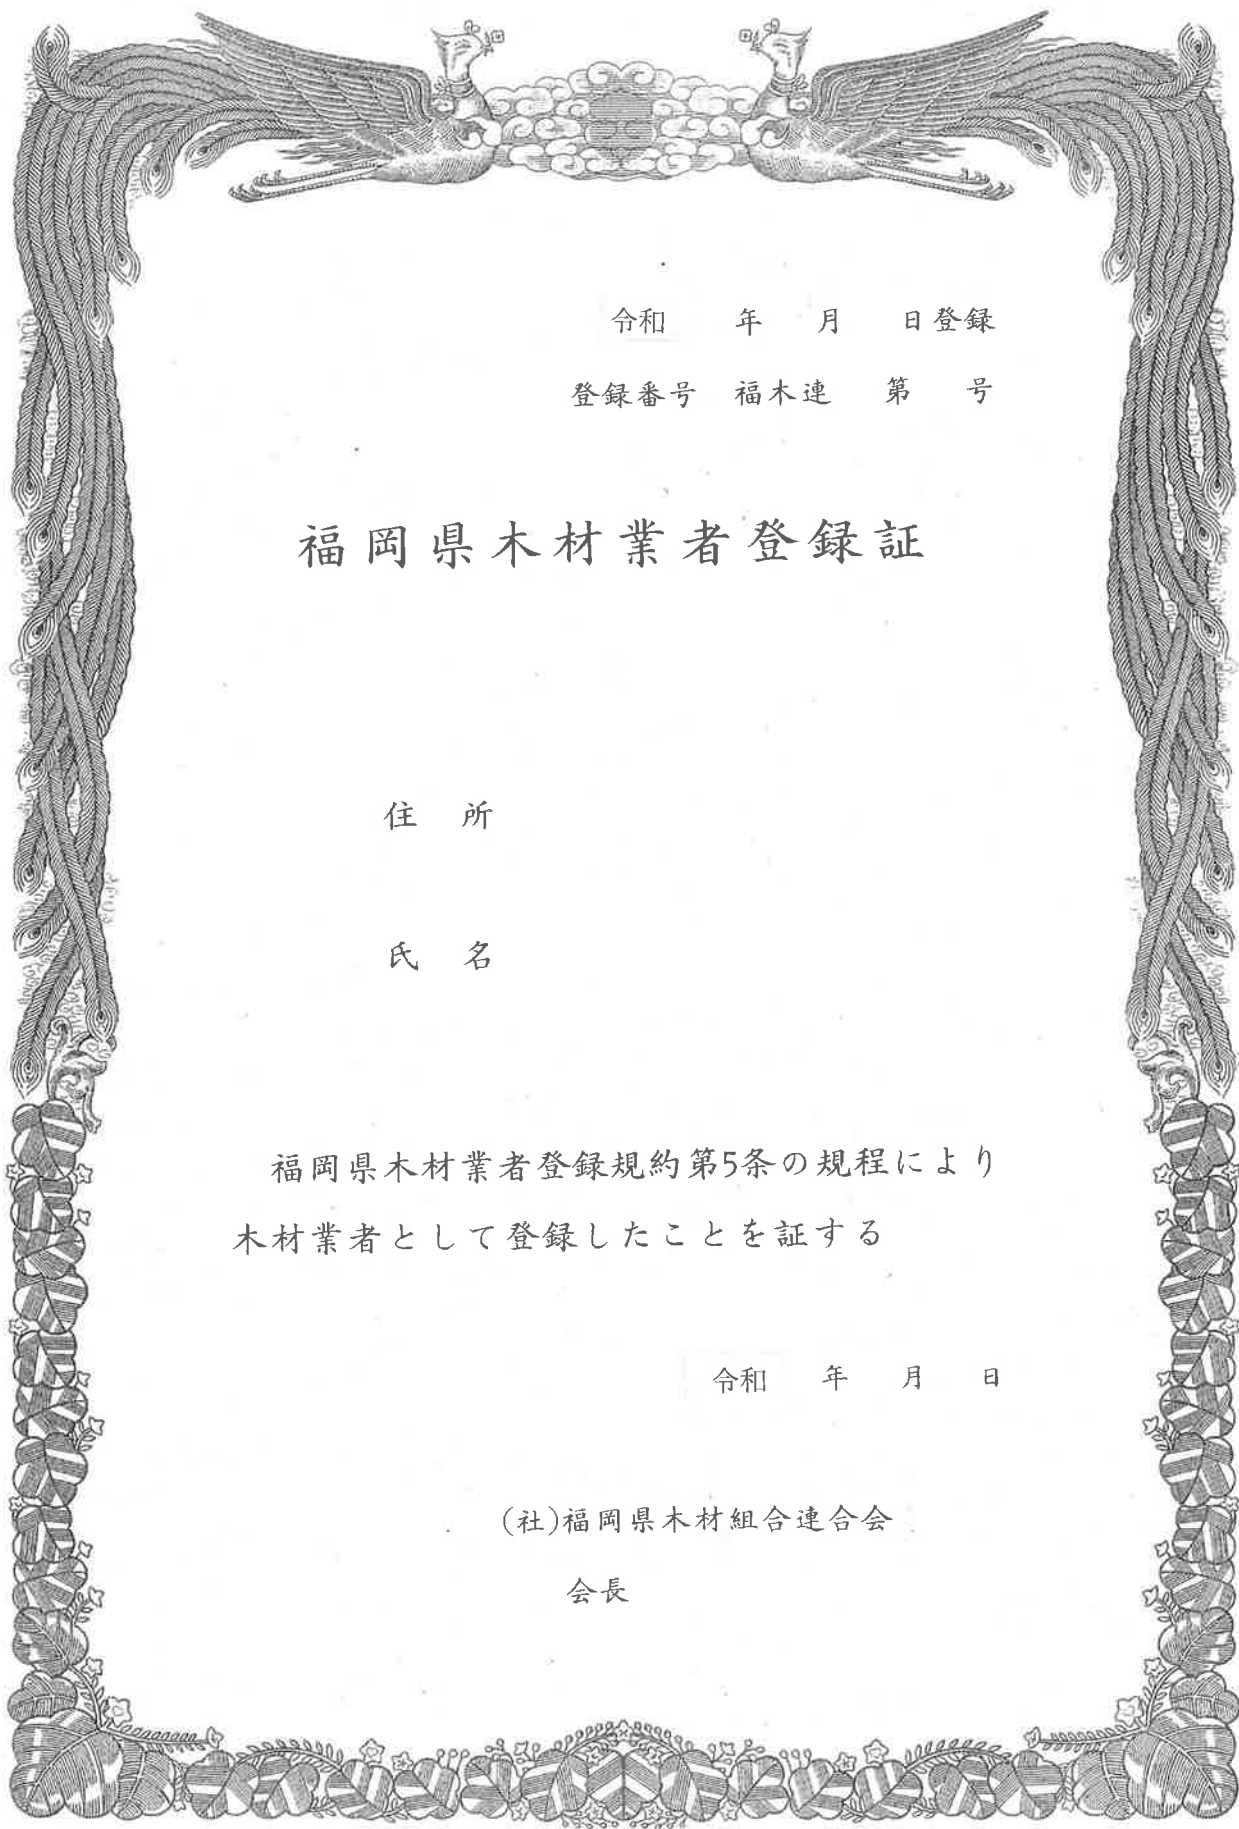 令和　　年　月　　日登録
登録番号　福木連　第　号
福岡県木材業者登録証
住　所
氏　名
福岡県木材業者登録規約第5条の規程により
木材業者として登録したことを証する
令和　年　月　日
(社)福岡県木材組合連合会
会長